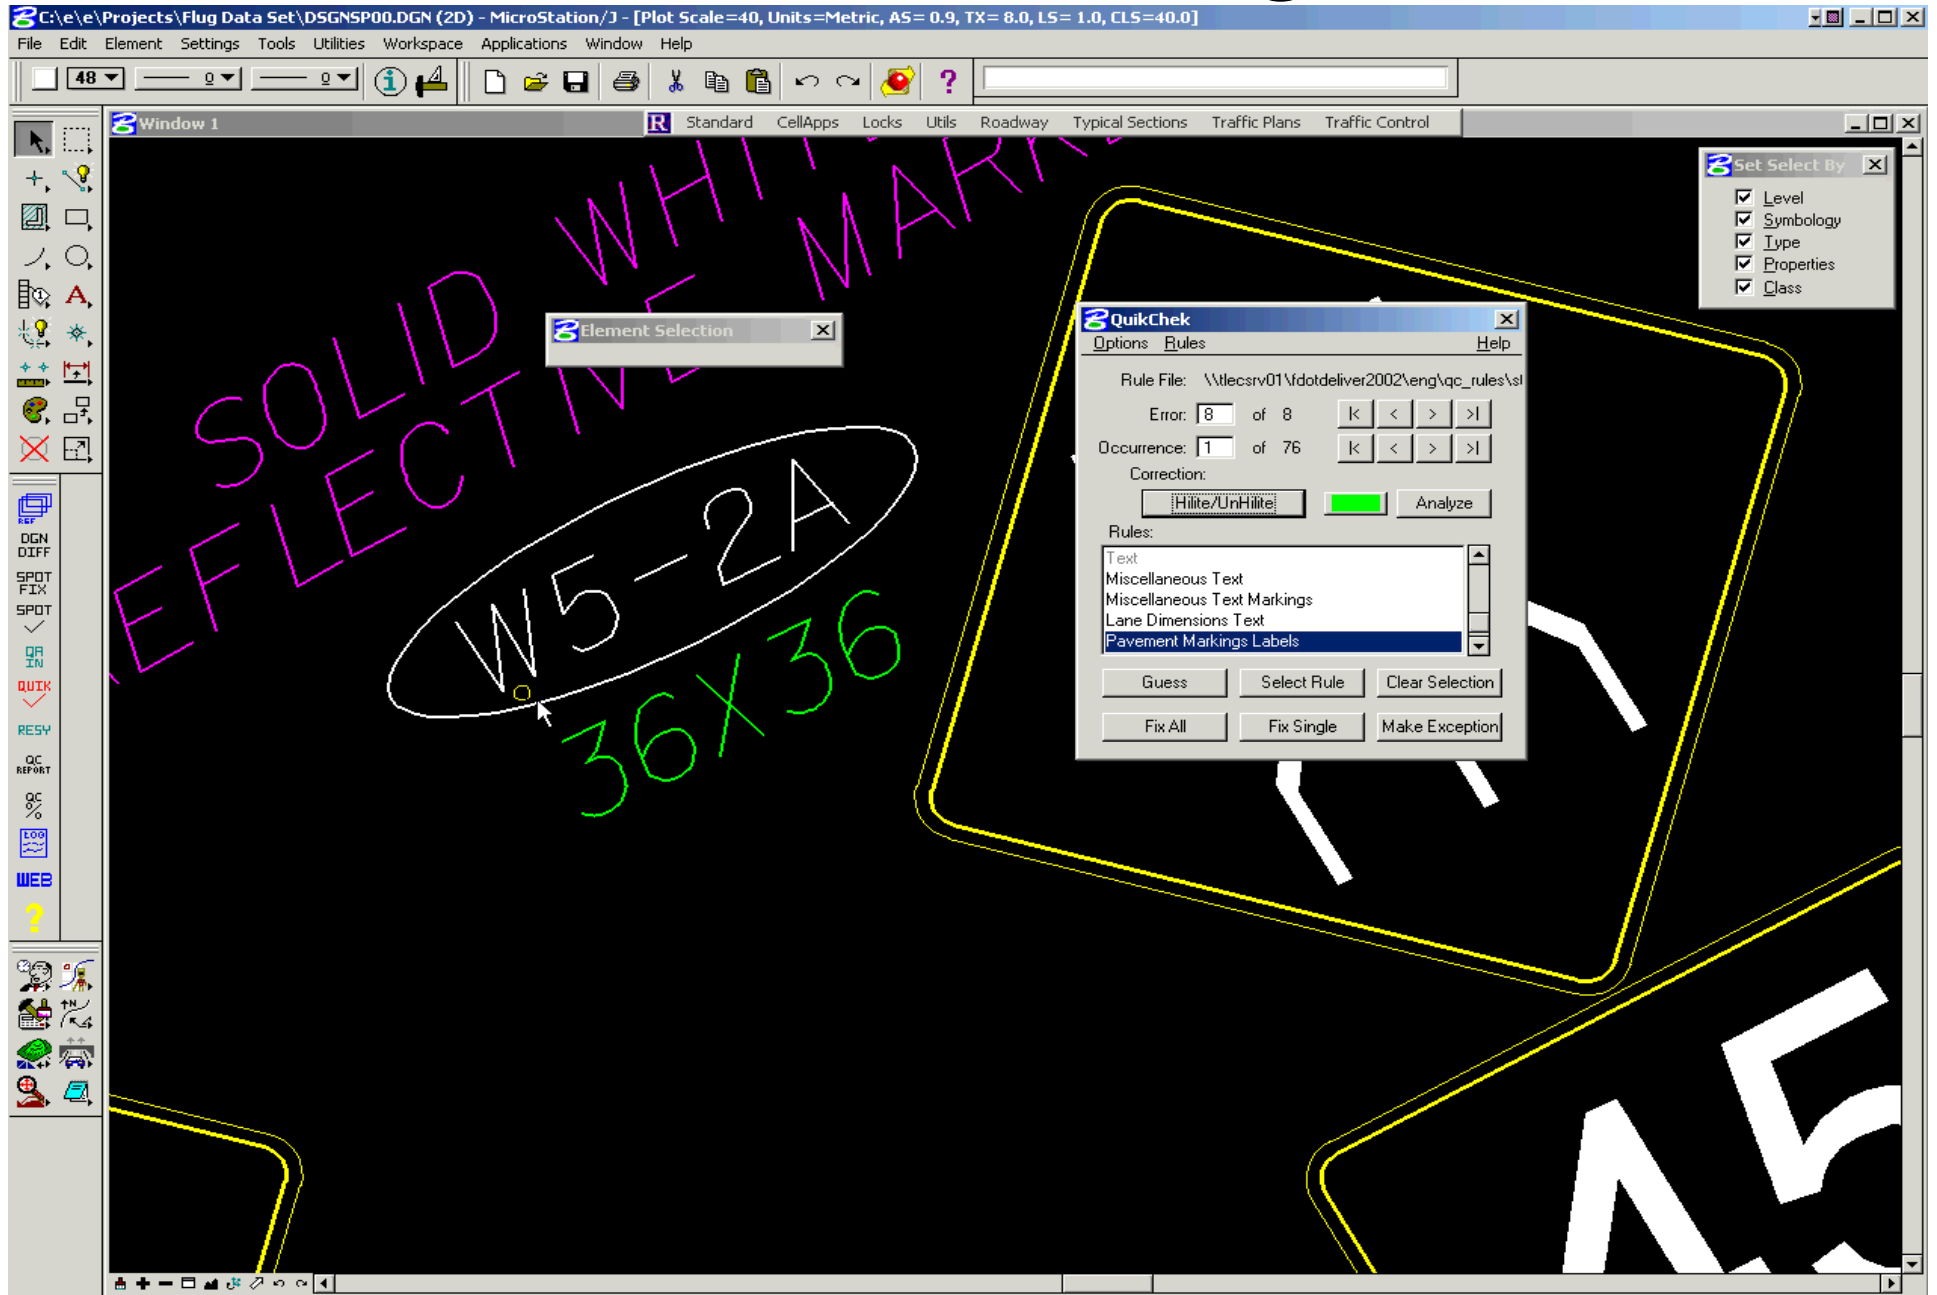 C:\e\e\Projects\Flug Data Set\DSGNSP00.DGN (2D) - MicroStation/J - [Plot Scale=40, Units=Metric, AS= 0.9, TX= 8.0, LS= 1.0, CLS=40.0]
File Edit Element Settings Tools Utilities Workspace Applications Window Help
48 0 0
Window 1
R Standard CellApps Locks Utils Roadway Typical Sections Traffic Plans Traffic Control
Set Select By
Level
Symbology
Type
Properties
Class
SOLID
MARK
Element Selection
W5-2A
36X36
QuikChek
Options Rules Help
Rule File: \\tlecsrv01\fdotdeliver2002\eng\qc_rules\s
Error: 8 of 8 |< < > >|
Occurrence: 1 of 76 |< < > >|
Correction:
Hilite/UnHilite Analyze
Rules:
Text
Miscellaneous Text
Miscellaneous Text Markings
Lane Dimensions Text
Pavement Markings Labels
Guess Select Rule Clear Selection
Fix All Fix Single Make Exception
REF
DGN
DIFF
SPOT
FIX
SPOT
QA
IN
QUIK
RESY
QC
REPORT
QC
%
LOG
WEB
?
45